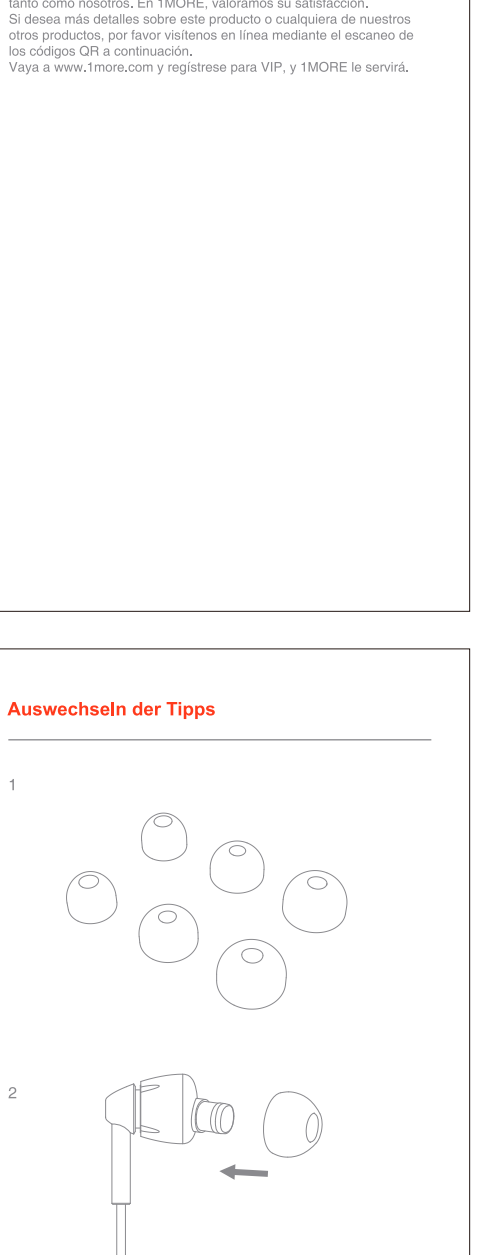 tanto como nosotros. En 1MORE, valoramos su satisfacción.
Si desea más detalles sobre este producto o cualquiera de nuestros
otros productos, por favor visítenos en línea mediante el escaneo de
los códigos QR a continuación.
Vaya a www.1more.com y regístrese para VIP, y 1MORE le servirá.
Auswechseln der Tipps
1
2